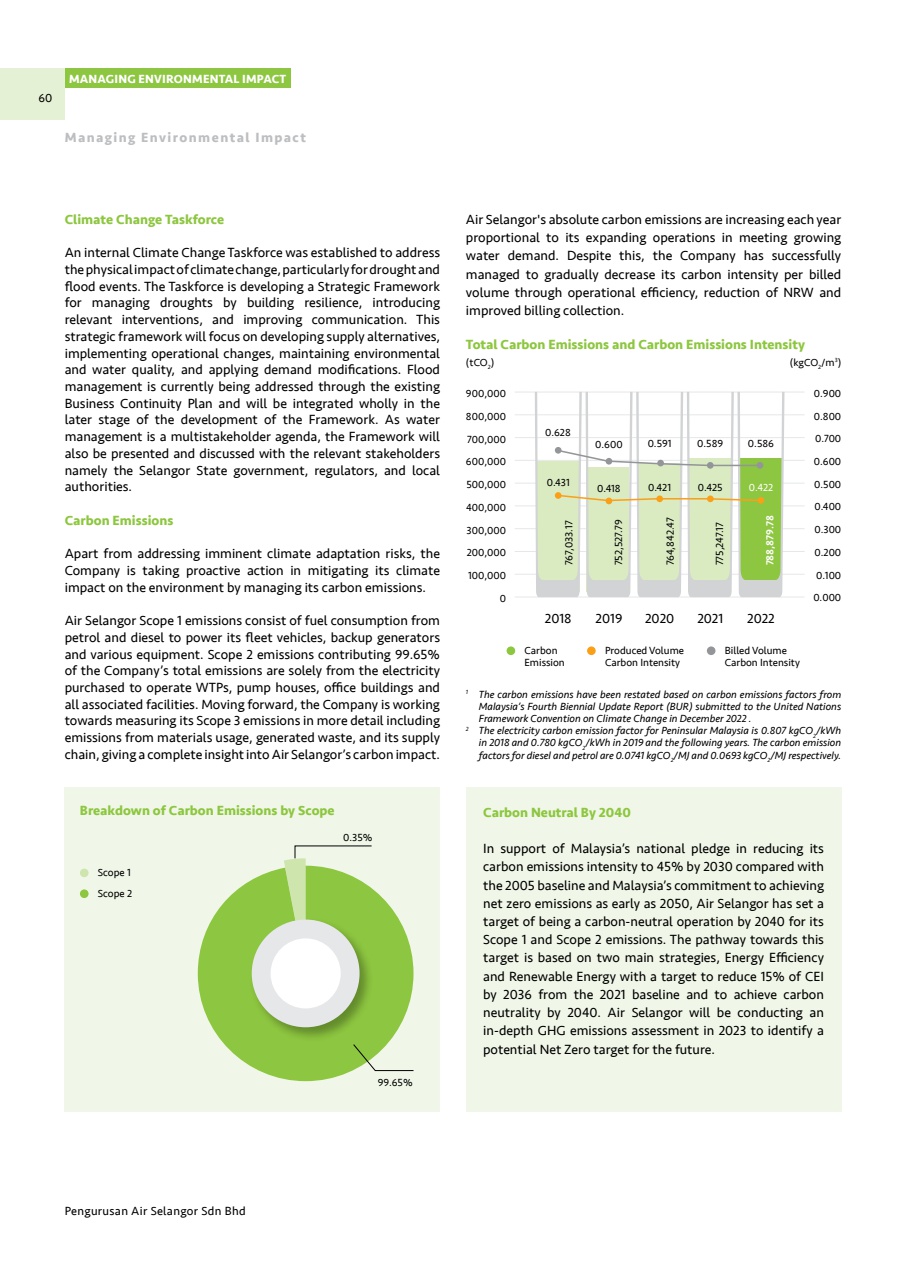 MANAGING ENVIRONMENTAL IMPACT
60
Managing Environmental Impact
Climate Change Taskforce
An internal Climate Change Taskforce was established to address
the physical impact of climate change, particularly for drought and
flood events. The Taskforce is developing a Strategic Framework
for managing droughts by building resilience, introducing
relevant interventions, and improving communication. This
strategic framework will focus on developing supply alternatives,
implementing operational changes, maintaining environmental
and water quality, and applying demand modifications. Flood
management is currently being addressed through the existing
Business Continuity Plan and will be integrated wholly in the
later stage of the development of the Framework. As water
management is a multistakeholder agenda, the Framework will
also be presented and discussed with the relevant stakeholders
namely the Selangor State government, regulators, and local
authorities.
Carbon Emissions
Apart from addressing imminent climate adaptation risks, the
Company is taking proactive action in mitigating its climate
impact on the environment by managing its carbon emissions.
Air Selangor Scope 1 emissions consist of fuel consumption from
petrol and diesel to power its fleet vehicles, backup generators
and various equipment. Scope 2 emissions contributing 99.65%
of the Company's total emissions are solely from the electricity
purchased to operate WTPs, pump houses, office buildings and
all associated facilities. Moving forward, the Company is working
towards measuring its Scope 3 emissions in more detail including
emissions from materials usage, generated waste, and its supply
chain, giving a complete insight into Air Selangor's carbon impact.
Breakdown of Carbon Emissions by Scope
0.35%
Scope 1
Scope 2
99.65%
Air Selangor's absolute carbon emissions are increasing each year
proportional to its expanding operations in meeting growing
water demand. Despite this, the Company has successfully
managed to gradually decrease its carbon intensity per billed
volume through operational efficiency, reduction of NRW and
improved billing collection.
Total Carbon Emissions and Carbon Emissions Intensity
(tCO₂) (kgCO₂/m³)
900,000 0.900
800,000 0.800
700,000 0.700
600,000 0.600
500,000 0.500
400,000 0.400
300,000 0.300
200,000 0.200
100,000 0.100
0 0.000
0.628 0.600 0.591 0.589 0.586
0.431 0.418 0.421 0.425 0.422
767,033.17 752,527.79 764,842.47 775,247.17 788,879.78
2018 2019 2020 2021 2022
Carbon Emission
Produced Volume Carbon Intensity
Billed Volume Carbon Intensity
¹ The carbon emissions have been restated based on carbon emissions factors from
Malaysia's Fourth Biennial Update Report (BUR) submitted to the United Nations
Framework Convention on Climate Change in December 2022 .
² The electricity carbon emission factor for Peninsular Malaysia is 0.807 kgCO₂/kWh
in 2018 and 0.780 kgCO₂/kWh in 2019 and the following years. The carbon emission
factors for diesel and petrol are 0.0741 kgCO₂/MJ and 0.0693 kgCO₂/MJ respectively.
Carbon Neutral By 2040
In support of Malaysia's national pledge in reducing its
carbon emissions intensity to 45% by 2030 compared with
the 2005 baseline and Malaysia's commitment to achieving
net zero emissions as early as 2050, Air Selangor has set a
target of being a carbon-neutral operation by 2040 for its
Scope 1 and Scope 2 emissions. The pathway towards this
target is based on two main strategies, Energy Efficiency
and Renewable Energy with a target to reduce 15% of CEI
by 2036 from the 2021 baseline and to achieve carbon
neutrality by 2040. Air Selangor will be conducting an
in-depth GHG emissions assessment in 2023 to identify a
potential Net Zero target for the future.
Pengurusan Air Selangor Sdn Bhd